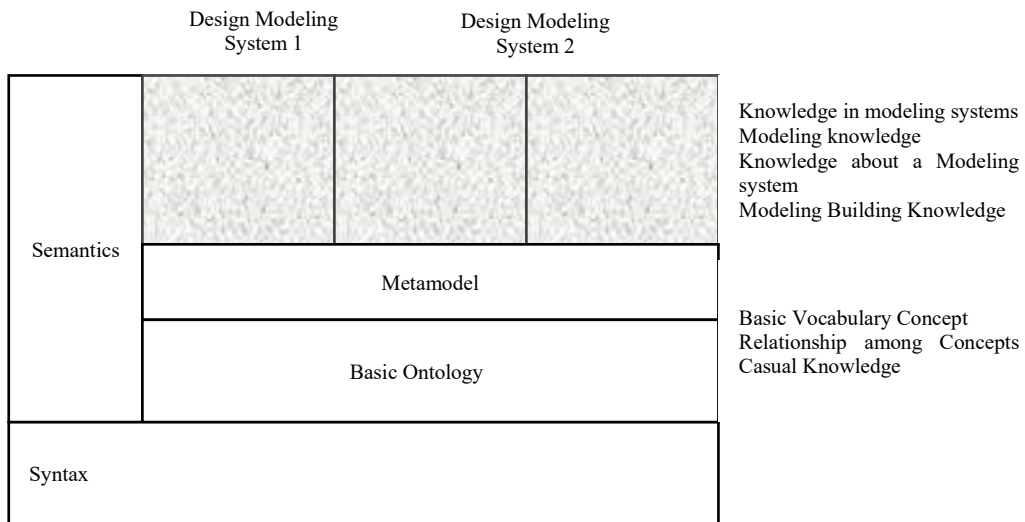 Design Modeling
System 1
Design Modeling
System 2
Knowledge in modeling systems
Modeling knowledge
Knowledge about a Modeling
system
Modeling Building Knowledge
Semantics
Metamodel
Basic Vocabulary Concept
Relationship among Concepts
Casual Knowledge
Basic Ontology
Syntax